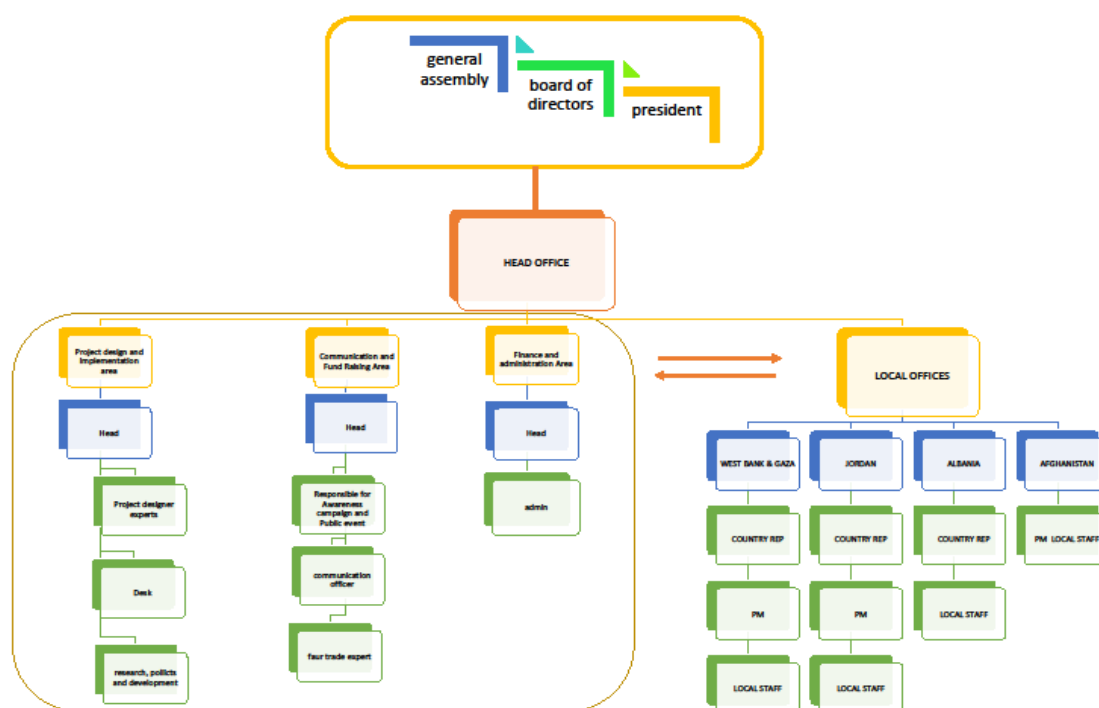 general
assembly
board of
directors
president
HEAD OFFICE
Project design and
implementation
area
Communication and
Fund Raising Area
Finance and
administration Area
LOCAL OFFICES
Head
Head
Head
WEST BANK & GAZA
JORDAN
ALBANIA
AFGHANISTAN
Project designer
experts
Responsible for
Awareness
campaign and
Public event
admin
COUNTRY REP
COUNTRY REP
COUNTRY REP
PM LOCAL STAFF
Desk
communication
officer
PM
PM
LOCAL STAFF
research, policts
and development
faur trade expert
LOCAL STAFF
LOCAL STAFF